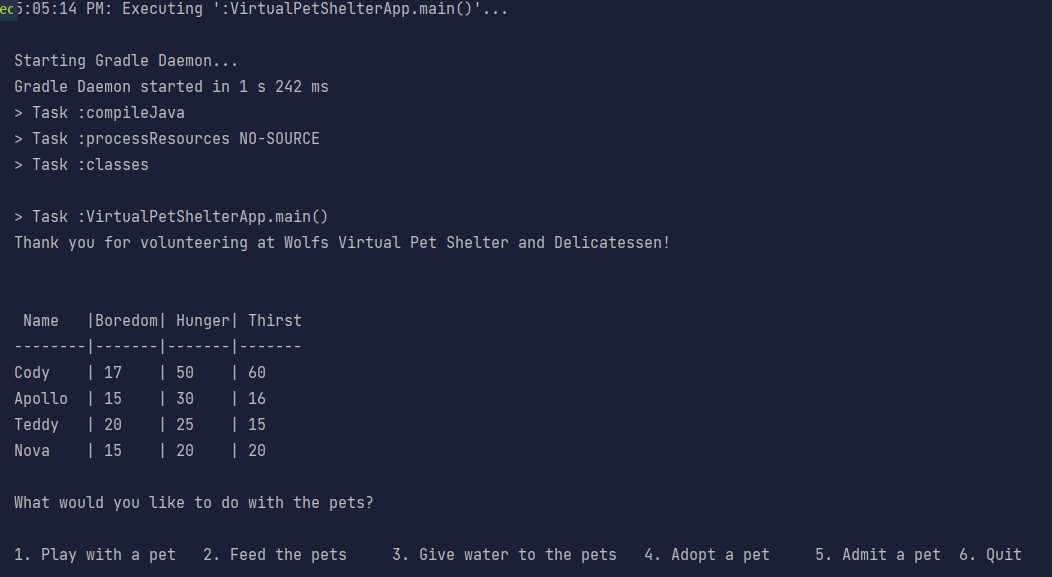 ec5:05:14 PM: Executing ':VirtualPetShelterApp.main()'...
Starting Gradle Daemon...
Gradle Daemon started in 1 s 242 ms
> Task :compileJava
> Task :processResources NO-SOURCE
> Task :classes
> Task :VirtualPetShelterApp.main()
Thank you for volunteering at Wolfs Virtual Pet Shelter and Delicatessen!
 Name   |Boredom| Hunger| Thirst
--------|-------|-------|-------
Cody    | 17    | 50    | 60
Apollo  | 15    | 30    | 16
Teddy   | 20    | 25    | 15
Nova    | 15    | 20    | 20
What would you like to do with the pets?
1. Play with a pet   2. Feed the pets     3. Give water to the pets   4. Adopt a pet     5. Admit a pet  6. Quit